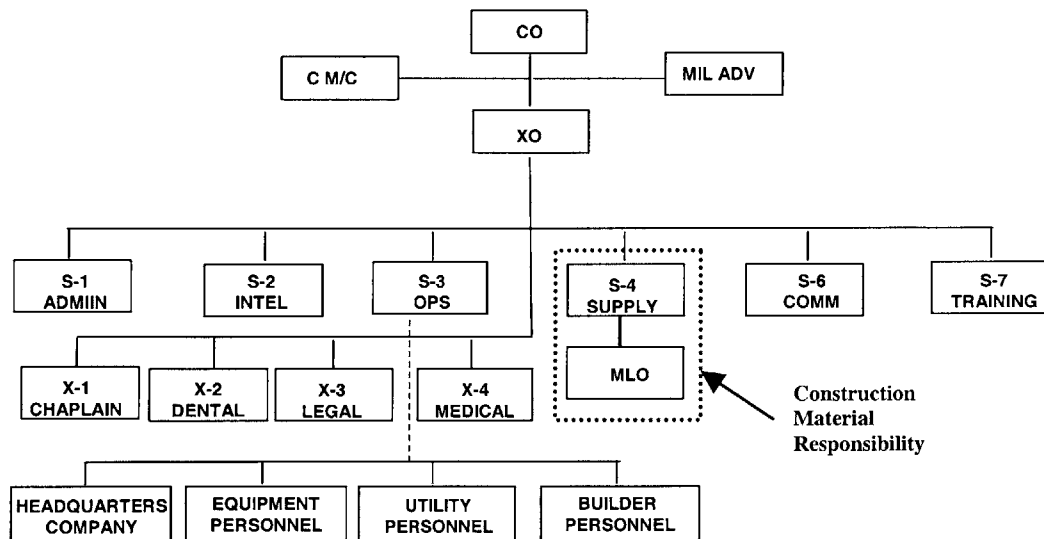 CO
C M/C
MIL ADV
XO
S-1
ADMIIN
S-2
INTEL
S-3
OPS
S-4
SUPPLY
S-6
COMM
S-7
TRAINING
MLO
X-1
CHAPLAIN
X-2
DENTAL
X-3
LEGAL
X-4
MEDICAL
Construction
Material
Responsibility
HEADQUARTERS
COMPANY
EQUIPMENT
PERSONNEL
UTILITY
PERSONNEL
BUILDER
PERSONNEL